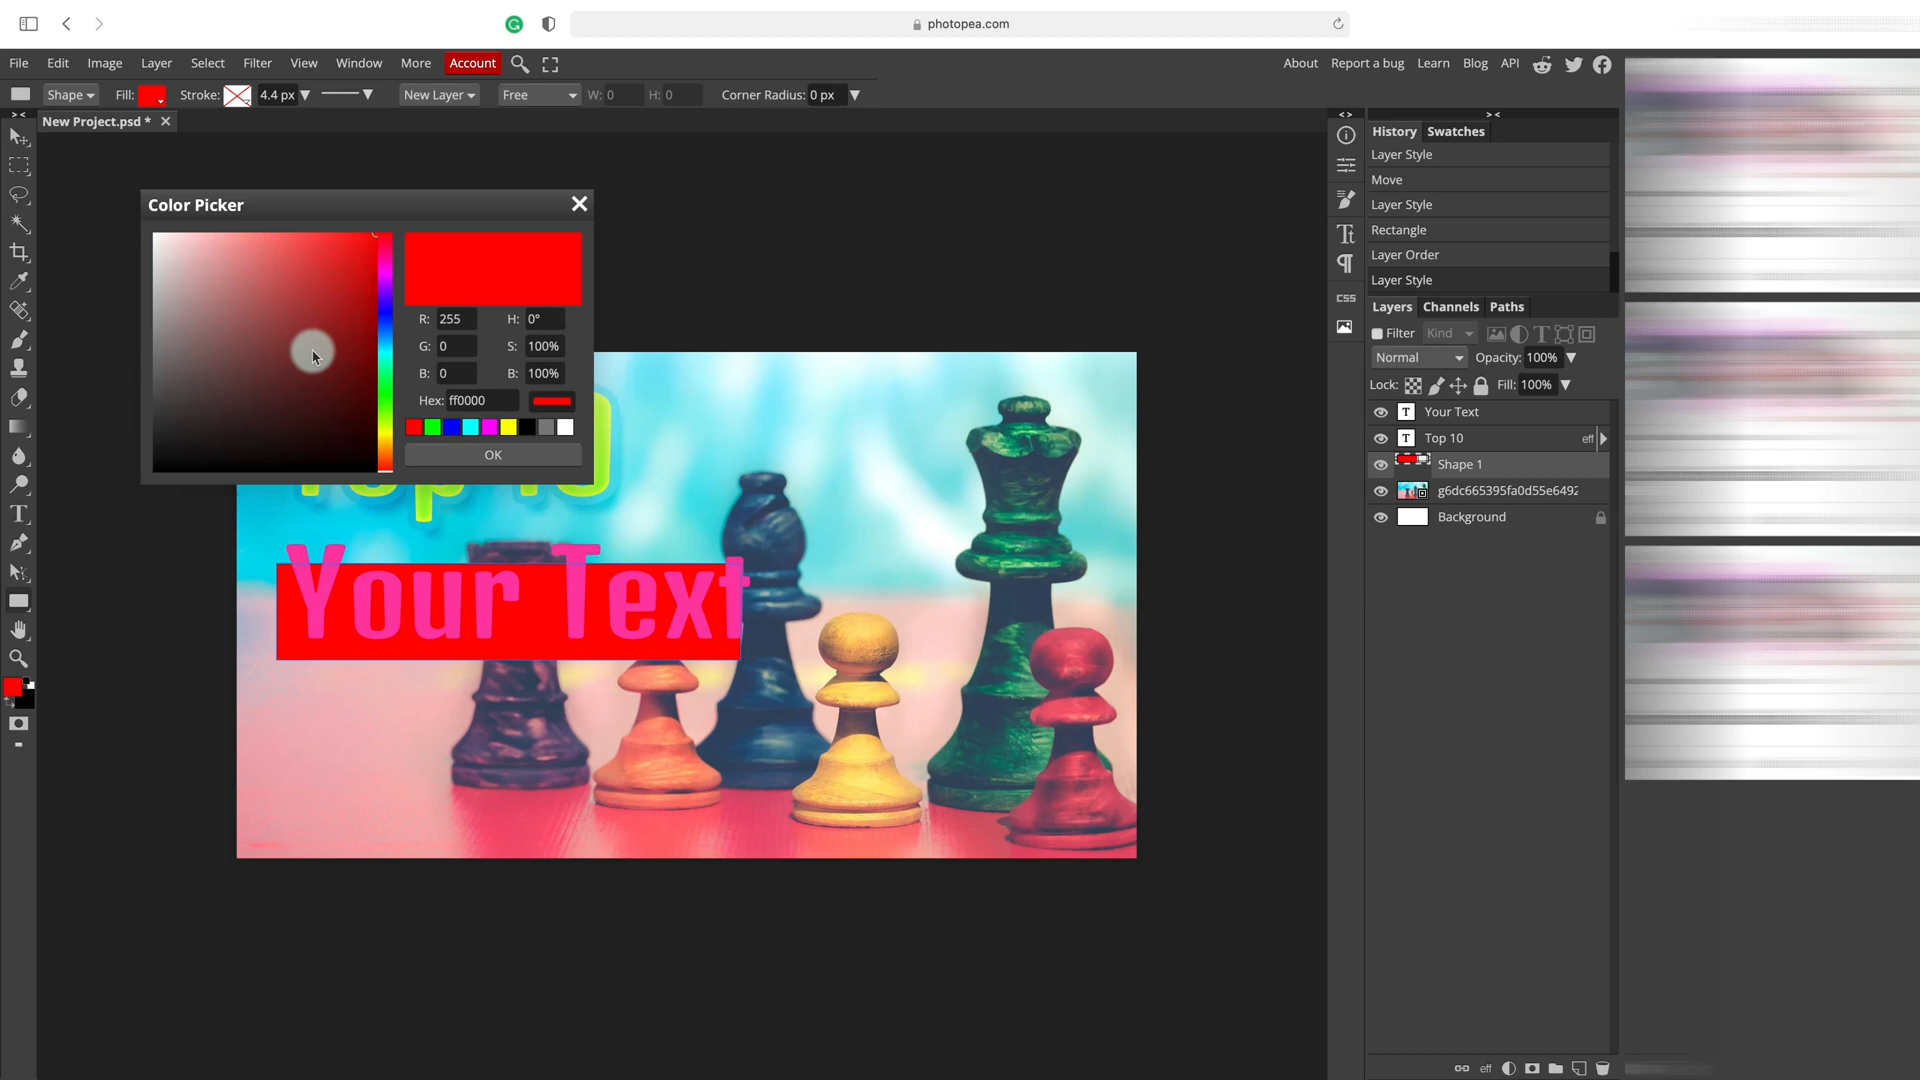 photopea.com
File Edit Image Layer Select Filter View Window More Account
About Report a bug Learn Blog API
Shape Fill: Stroke: 4.4 px New Layer Free W: 0 H: 0 Corner Radius: 0 px
New Project.psd *
History Swatches
Layer Style
Move
Layer Style
Rectangle
Layer Order
Layer Style
Color Picker
R: 255 H: 0°
G: 0 S: 100%
B: 0 B: 100%
Hex: ff0000
OK
Top 10
Your Text
CSS
Layers Channels Paths
Filter Kind
Normal Opacity: 100%
Lock: Fill: 100%
T Your Text
T Top 10 eff
Shape 1
g6dc665395fa0d55e6492
Background
eff